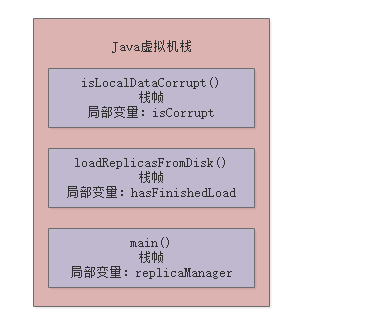 Java虚拟机栈
isLocalDataCorrupt()
栈帧
局部变量：isCorrupt
loadReplicasFromDisk()
栈帧
局部变量：hasFinishedLoad
main()
栈帧
局部变量：replicaManager